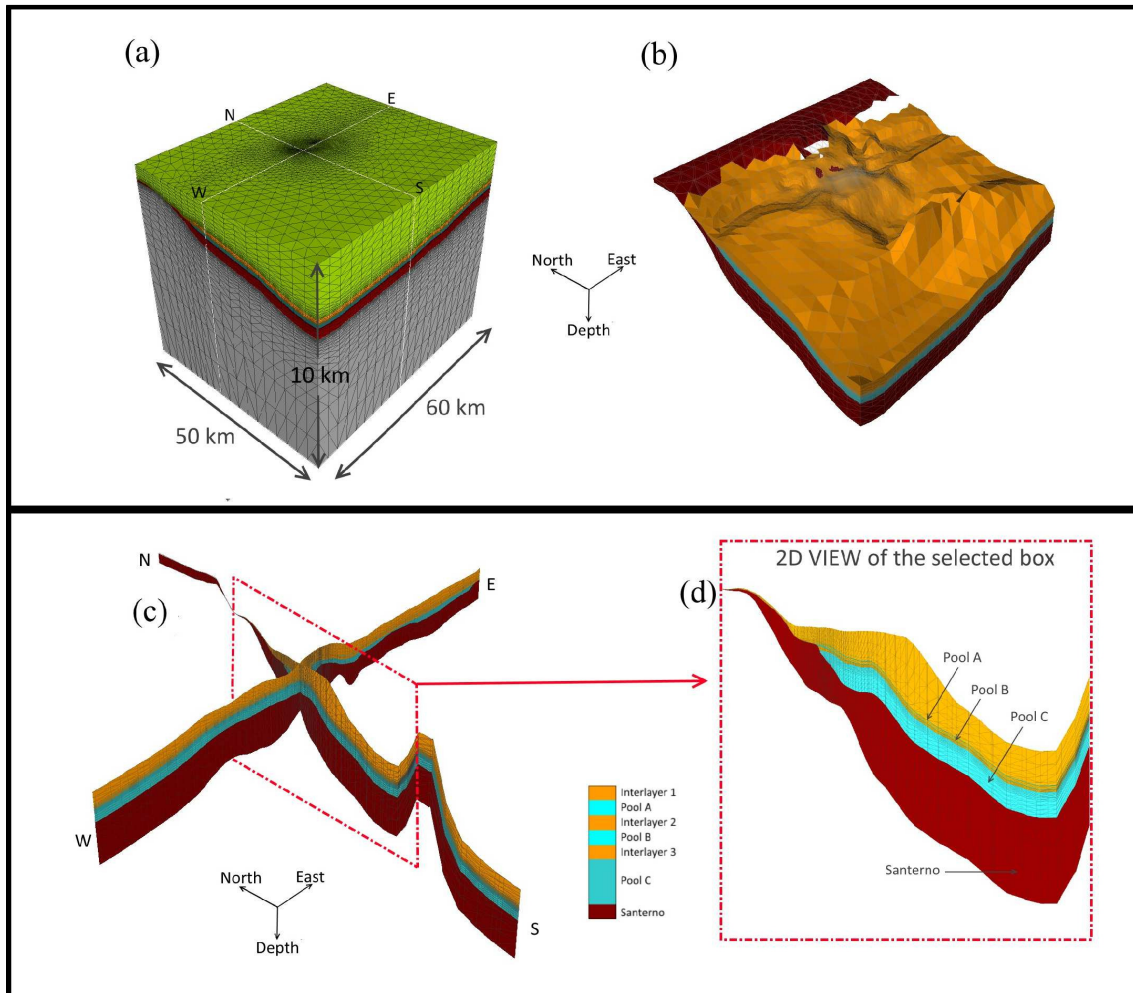 (a)
(b)
N
E
W
S
10 km
50 km
60 km
North
East
Depth
(c)
N
E
W
S
North
East
Depth
Interlayer 1
Pool A
Interlayer 2
Pool B
Interlayer 3
Pool C
Santerno
2D VIEW of the selected box
(d)
Pool A
Pool B
Pool C
Santerno